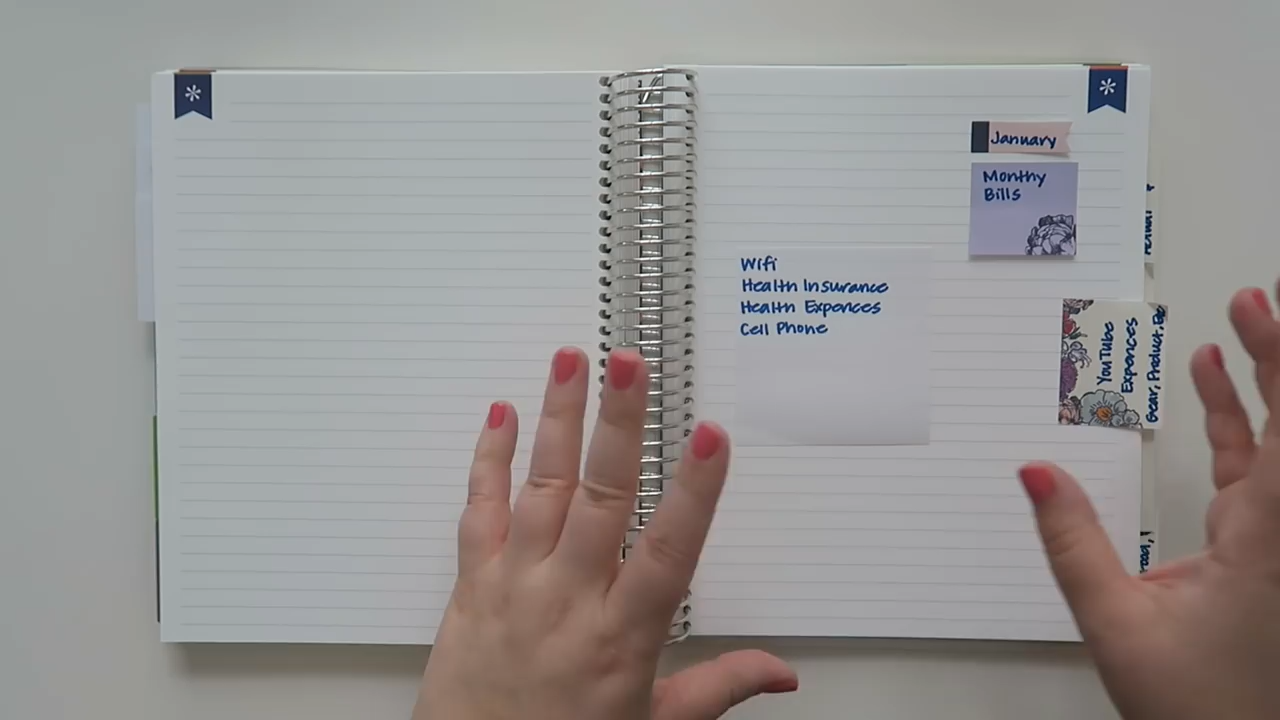 *
*
January
Monthy
Bills
Wifi
Health Insurance
Health Expences
Cell Phone
YouTube
Expences
Gear, Product,